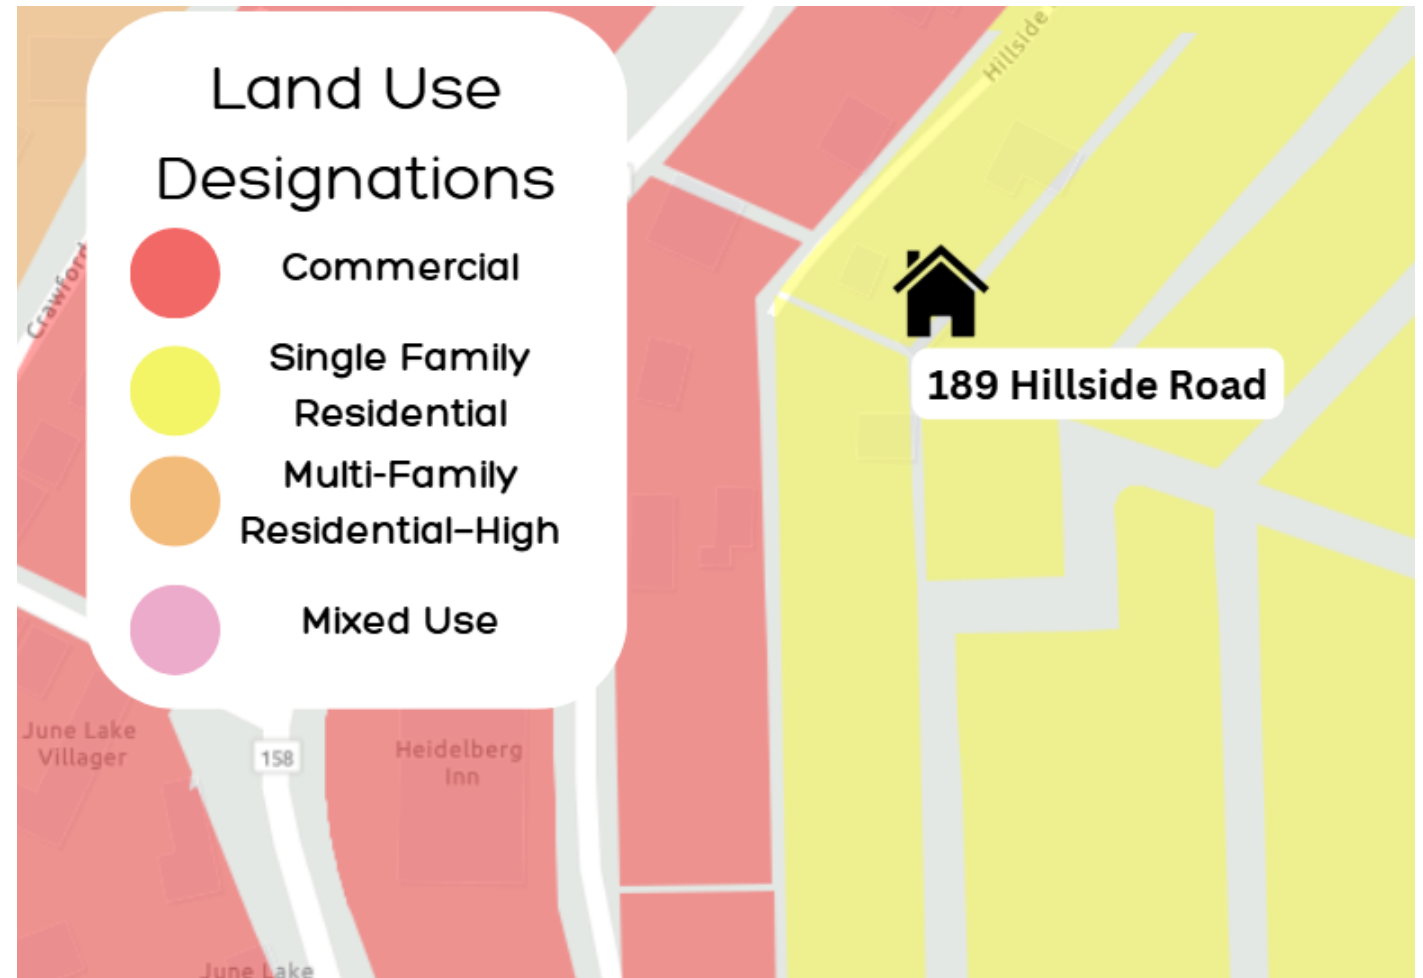 Land Use
Designations
Commercial
Single Family
Residential
Multi-Family
Residential–High
Mixed Use
Hillside
Crawford
189 Hillside Road
June Lake
Villager
158
Heidelberg
Inn
June Lake